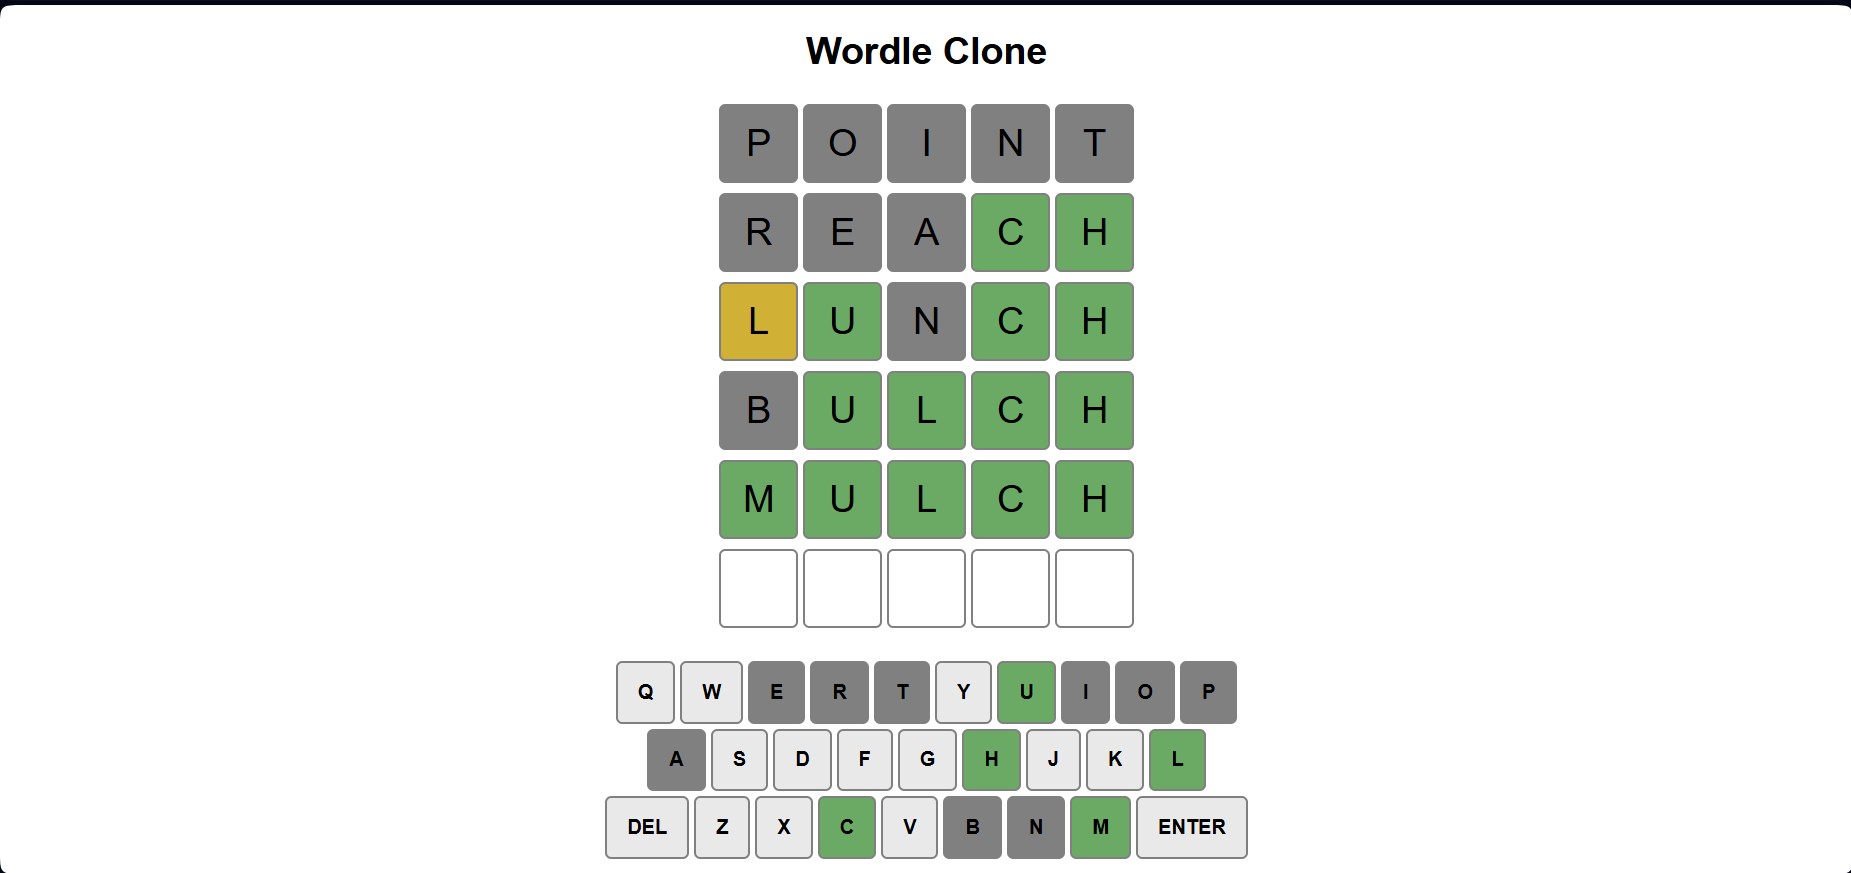 Wordle Clone
P O I N T
R E A C H
L U N C H
B U L C H
M U L C H
Q W E R T Y U I O P
A S D F G H J K L
DEL Z X C V B N M ENTER